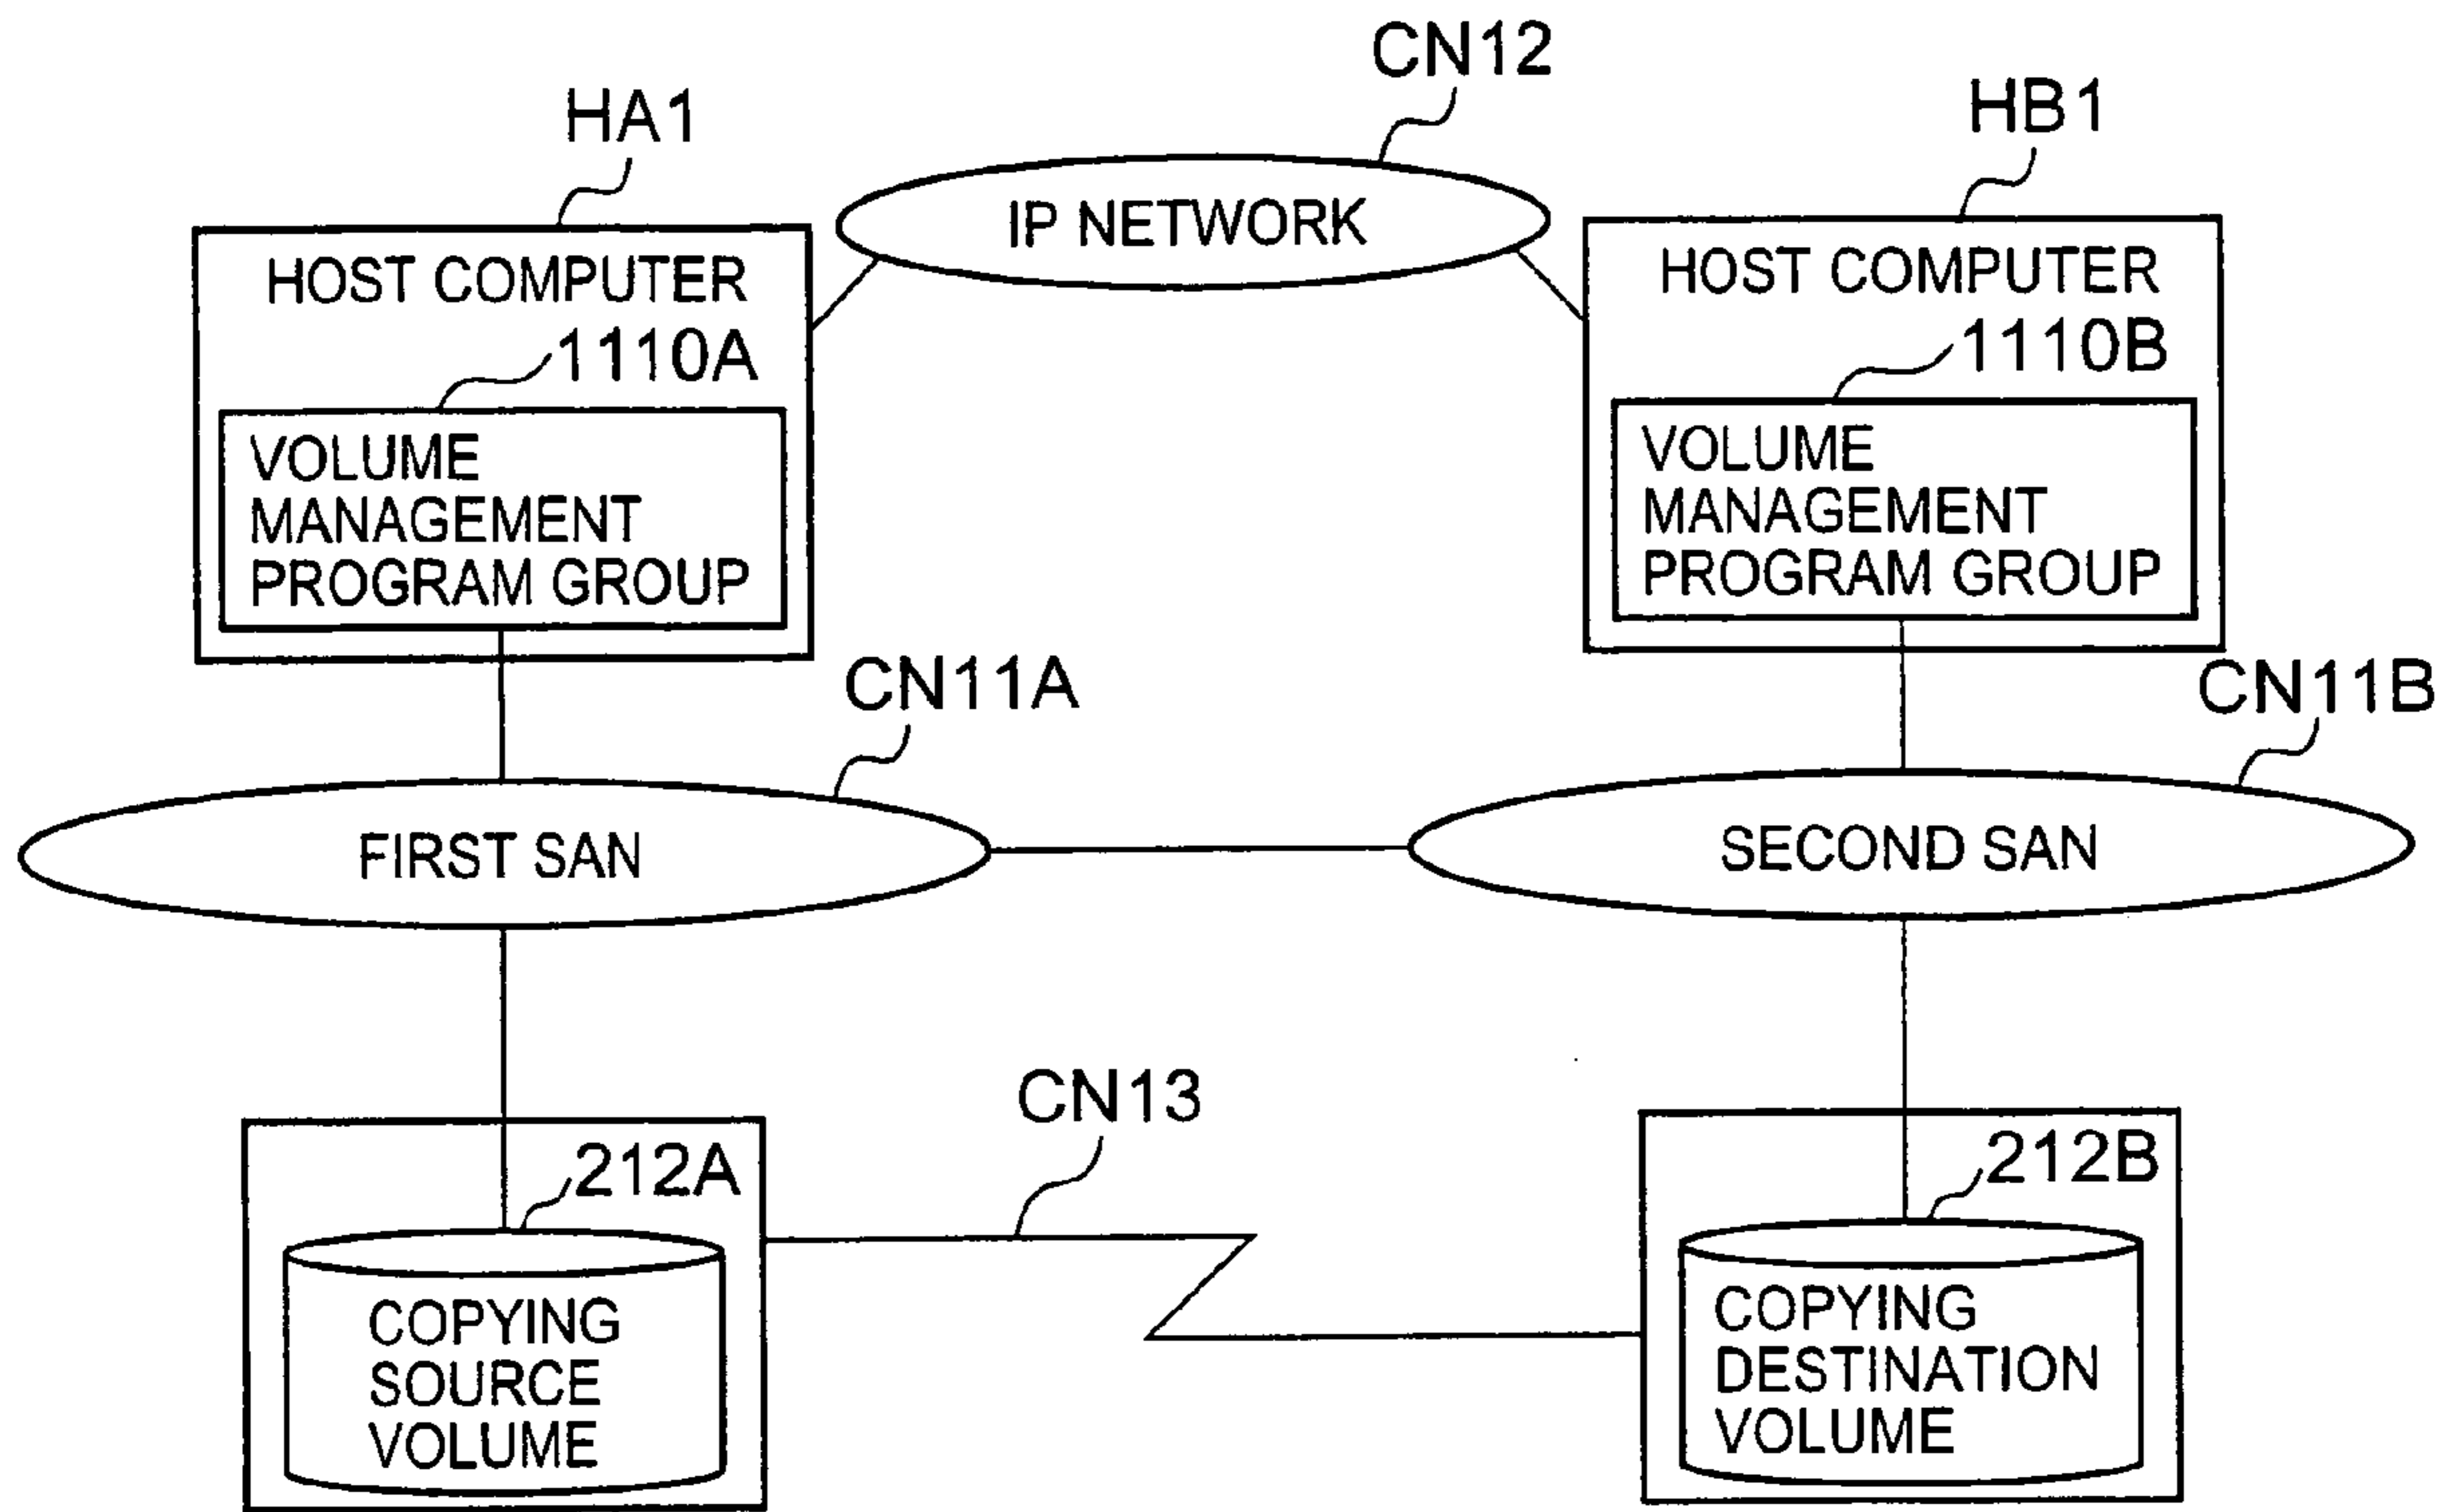 CN12
HA1
HB1
IP NETWORK
HOST COMPUTER
HOST COMPUTER
1110A
1110B
VOLUME
MANAGEMENT
PROGRAM GROUP
VOLUME
MANAGEMENT
PROGRAM GROUP
CN11A
CN11B
FIRST SAN
SECOND SAN
CN13
212A
212B
COPYING
SOURCE
VOLUME
COPYING
DESTINATION
VOLUME